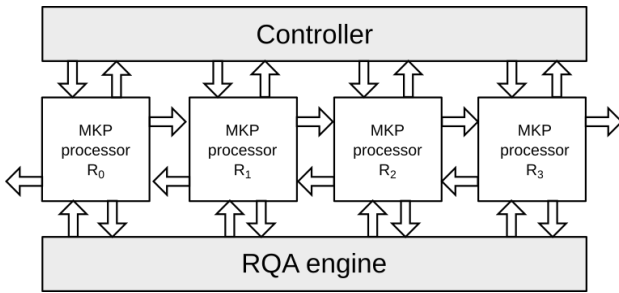 Controller
MKP
processor
R₀
MKP
processor
R₁
MKP
processor
R₂
MKP
processor
R₃
RQA engine